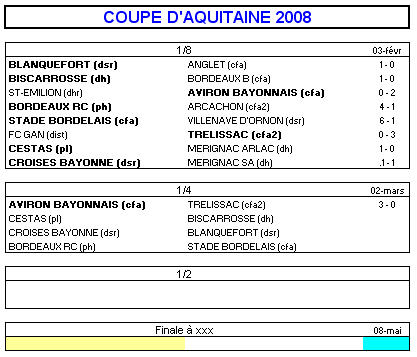 COUPE D'AQUITAINE 2008
1/8 03-févr
BLANQUEFORT (dsr) ANGLET (cfa) 1-0
BISCARROSSE (dh) BORDEAUX B (cfa) 1-0
ST-EMILION (dhr) AVIRON BAYONNAIS (cfa) 0-2
BORDEAUX RC (ph) ARCACHON (cfa2) 4-1
STADE BORDELAIS (cfa) VILLENAVE D'ORNON (dsr) 6-1
FC GAN (dist) TRELISSAC (cfa2) 0-3
CESTAS (pl) MERIGNAC ARLAC (dh) 1-0
CROISES BAYONNE (dsr) MERIGNAC SA (dh) .1-1
1/4 02-mars
AVIRON BAYONNAIS (cfa) TRELISSAC (cfa2) 3-0
CESTAS (pl) BISCARROSSE (dh)
CROISES BAYONNE (dsr) BLANQUEFORT (dsr)
BORDEAUX RC (ph) STADE BORDELAIS (cfa)
1/2
Finale à xxx 08-mai